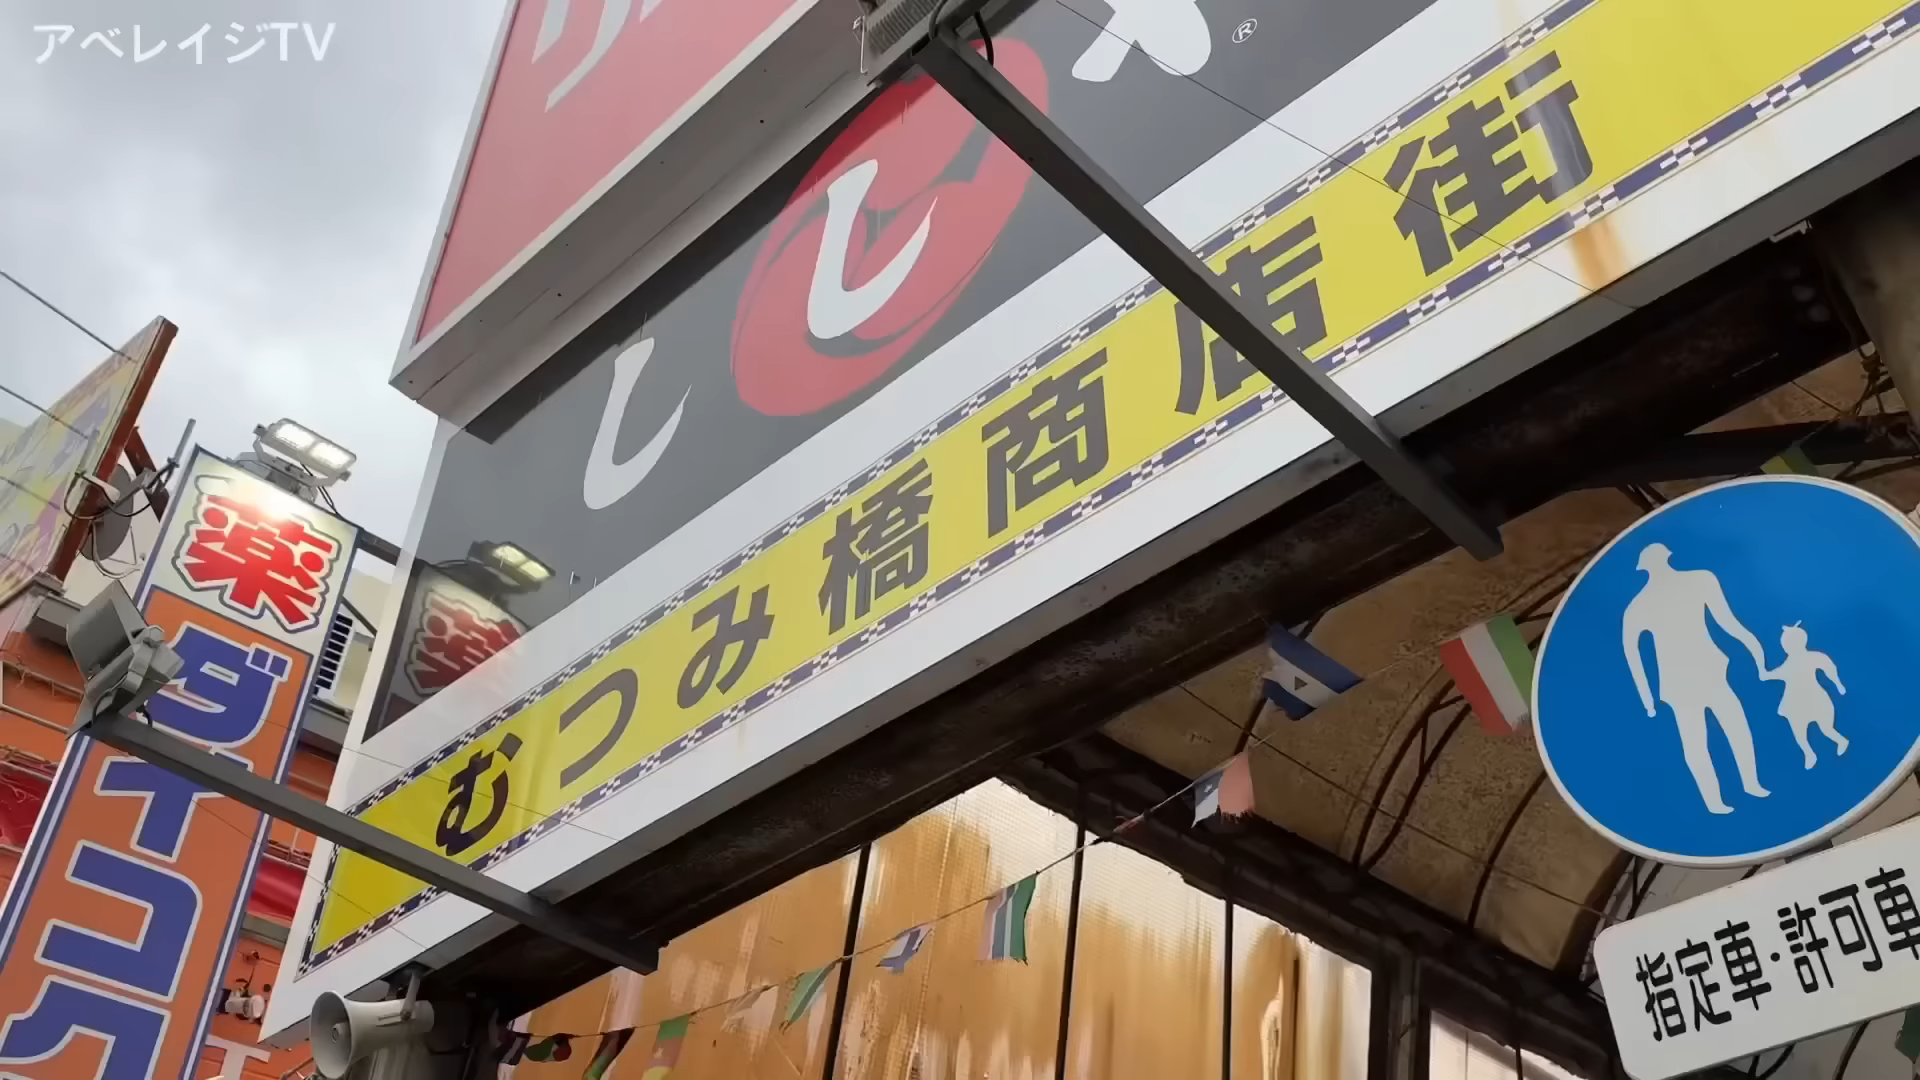 アベレイジTV
ししや®
むつみ橋商店街
薬
ダイコク
指定車・許可車